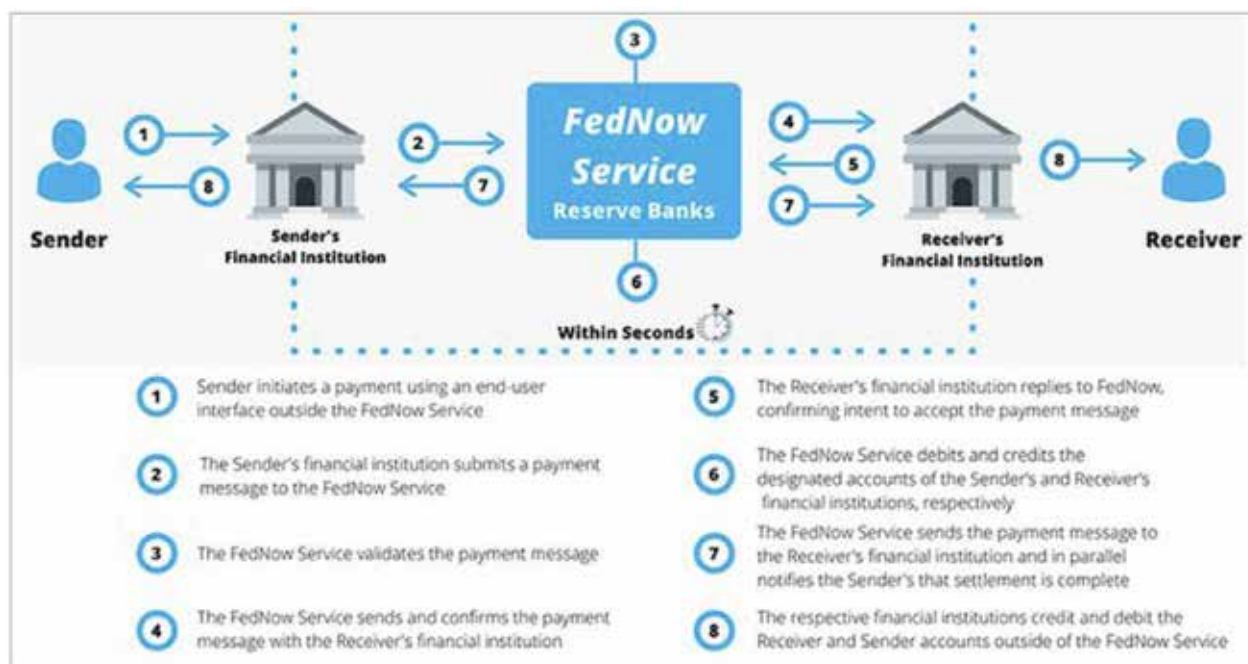 3
FedNow
Service
Reserve Banks
1
8
2
7
4
5
7
8
Sender
Sender's
Financial Institution
Receiver's
Financial Institution
Receiver
6
Within Seconds
1
Sender initiates a payment using an end-user
interface outside the FedNow Service
2
The Sender's financial institution submits a payment
message to the FedNow Service
3
The FedNow Service validates the payment message
4
The FedNow Service sends and confirms the payment
message with the Receiver's financial institution
5
The Receiver's financial institution replies to FedNow,
confirming intent to accept the payment message
6
The FedNow Service debits and credits the
designated accounts of the Sender's and Receiver's
financial institutions, respectively
7
The FedNow Service sends the payment message to
the Receiver's financial institution and in parallel
notifies the Sender's that settlement is complete
8
The respective financial institutions credit and debit the
Receiver and Sender accounts outside of the FedNow Service